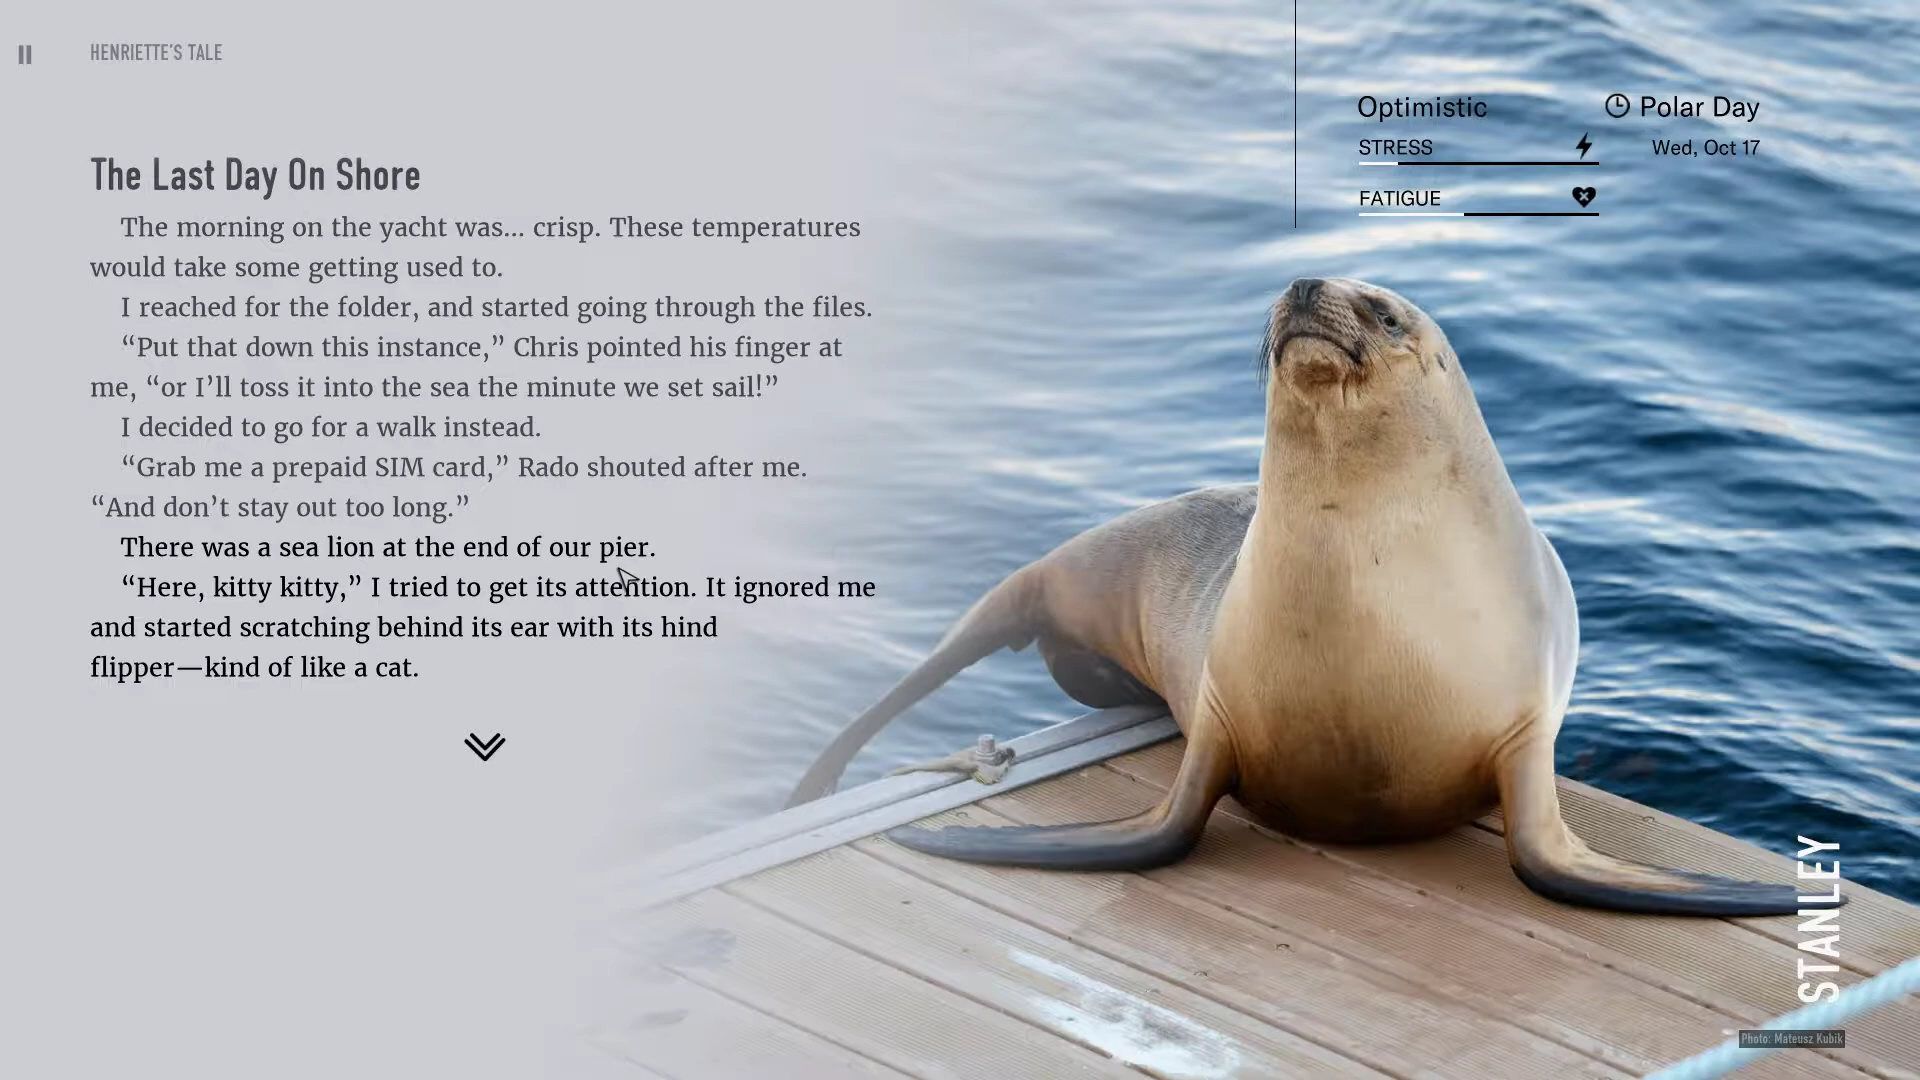 HENRIETTE'S TALE
Optimistic
Polar Day
STRESS
Wed, Oct 17
FATIGUE
The Last Day On Shore
The morning on the yacht was... crisp. These temperatures
would take some getting used to.
I reached for the folder, and started going through the files.
“Put that down this instance,” Chris pointed his finger at
me, “or I’ll toss it into the sea the minute we set sail!”
I decided to go for a walk instead.
“Grab me a prepaid SIM card,” Rado shouted after me.
“And don’t stay out too long.”
There was a sea lion at the end of our pier.
“Here, kitty kitty,” I tried to get its attention. It ignored me
and started scratching behind its ear with its hind
flipper—kind of like a cat.
STANLEY
Photo: Mateusz Kubik